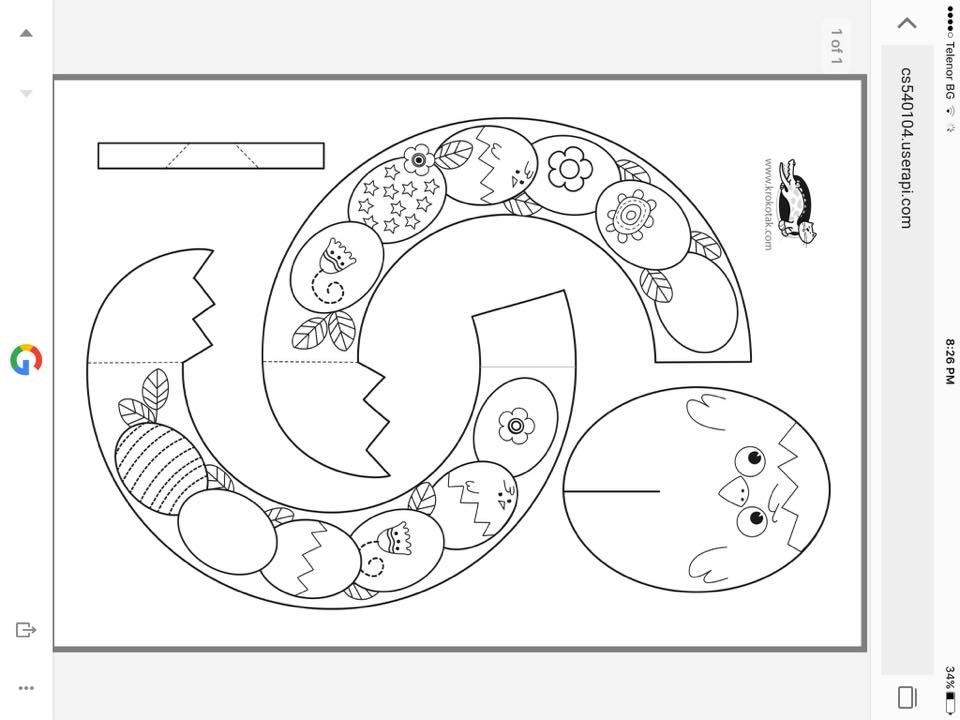 Telenor BG
8:26 PM
34%
cs540104.userapi.com
1 of 1
www.krokotak.com